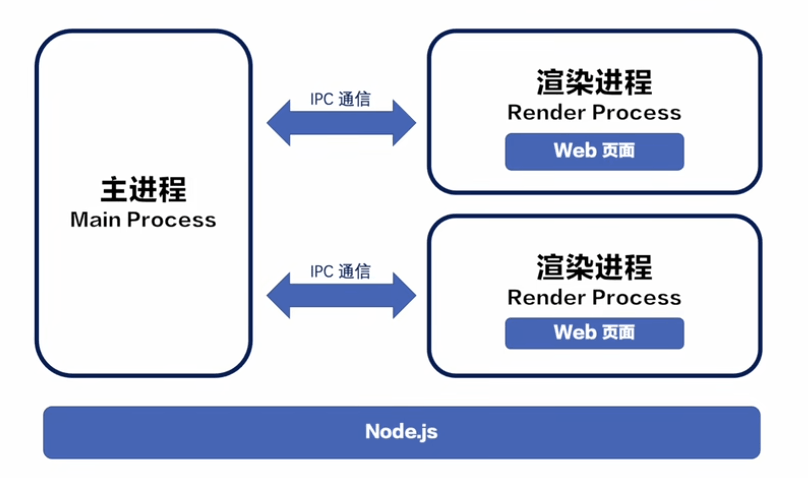 主进程
Main Process
IPC 通信
渲染进程
Render Process
Web 页面
IPC 通信
渲染进程
Render Process
Web 页面
Node.js